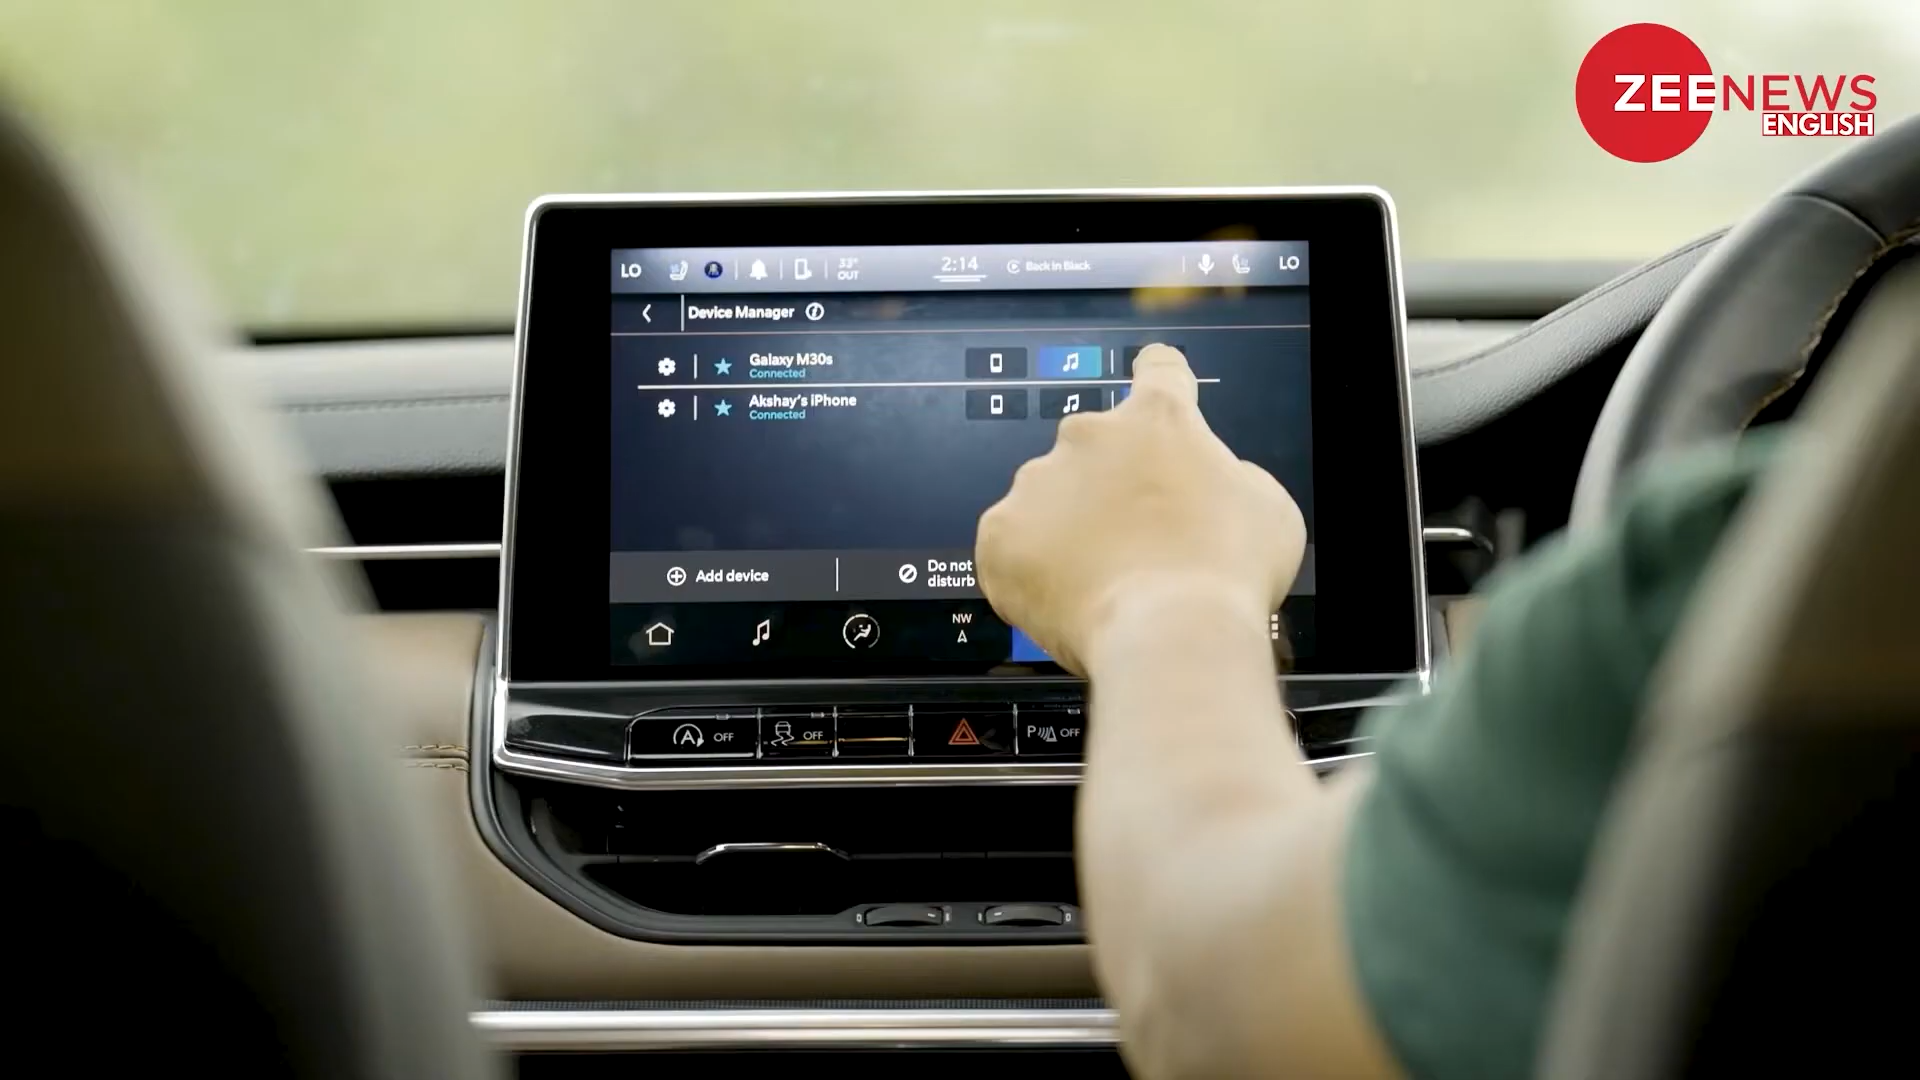 ZEENEWS
ENGLISH
LO
33°
OUT
2:14
Back in Black
LO
Device Manager
Galaxy M30s
Connected
Akshay's iPhone
Connected
Add device
Do not
disturb
NW
A OFF
OFF
P OFF